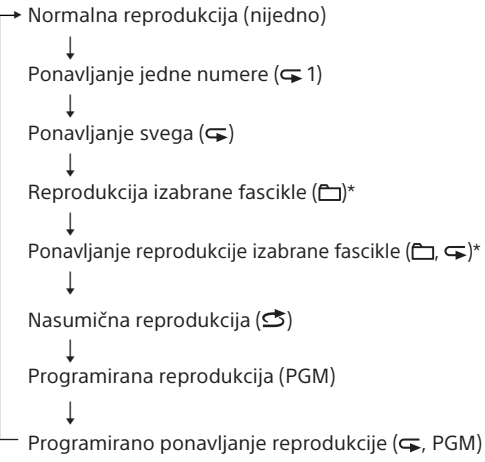 Normalna reprodukcija (nijedno)
Ponavljanje jedne numere (1)
Ponavljanje svega ()
Reprodukcija izabrane fascikle ()*
Ponavljanje reprodukcije izabrane fascikle (, )*
Nasumična reprodukcija ()
Programirana reprodukcija (PGM)
Programirano ponavljanje reprodukcije (, PGM)